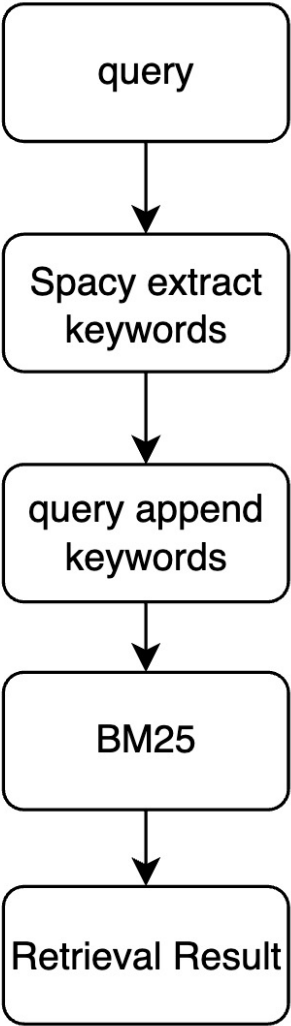 query
Spacy extract
keywords
query append
keywords
BM25
Retrieval Result